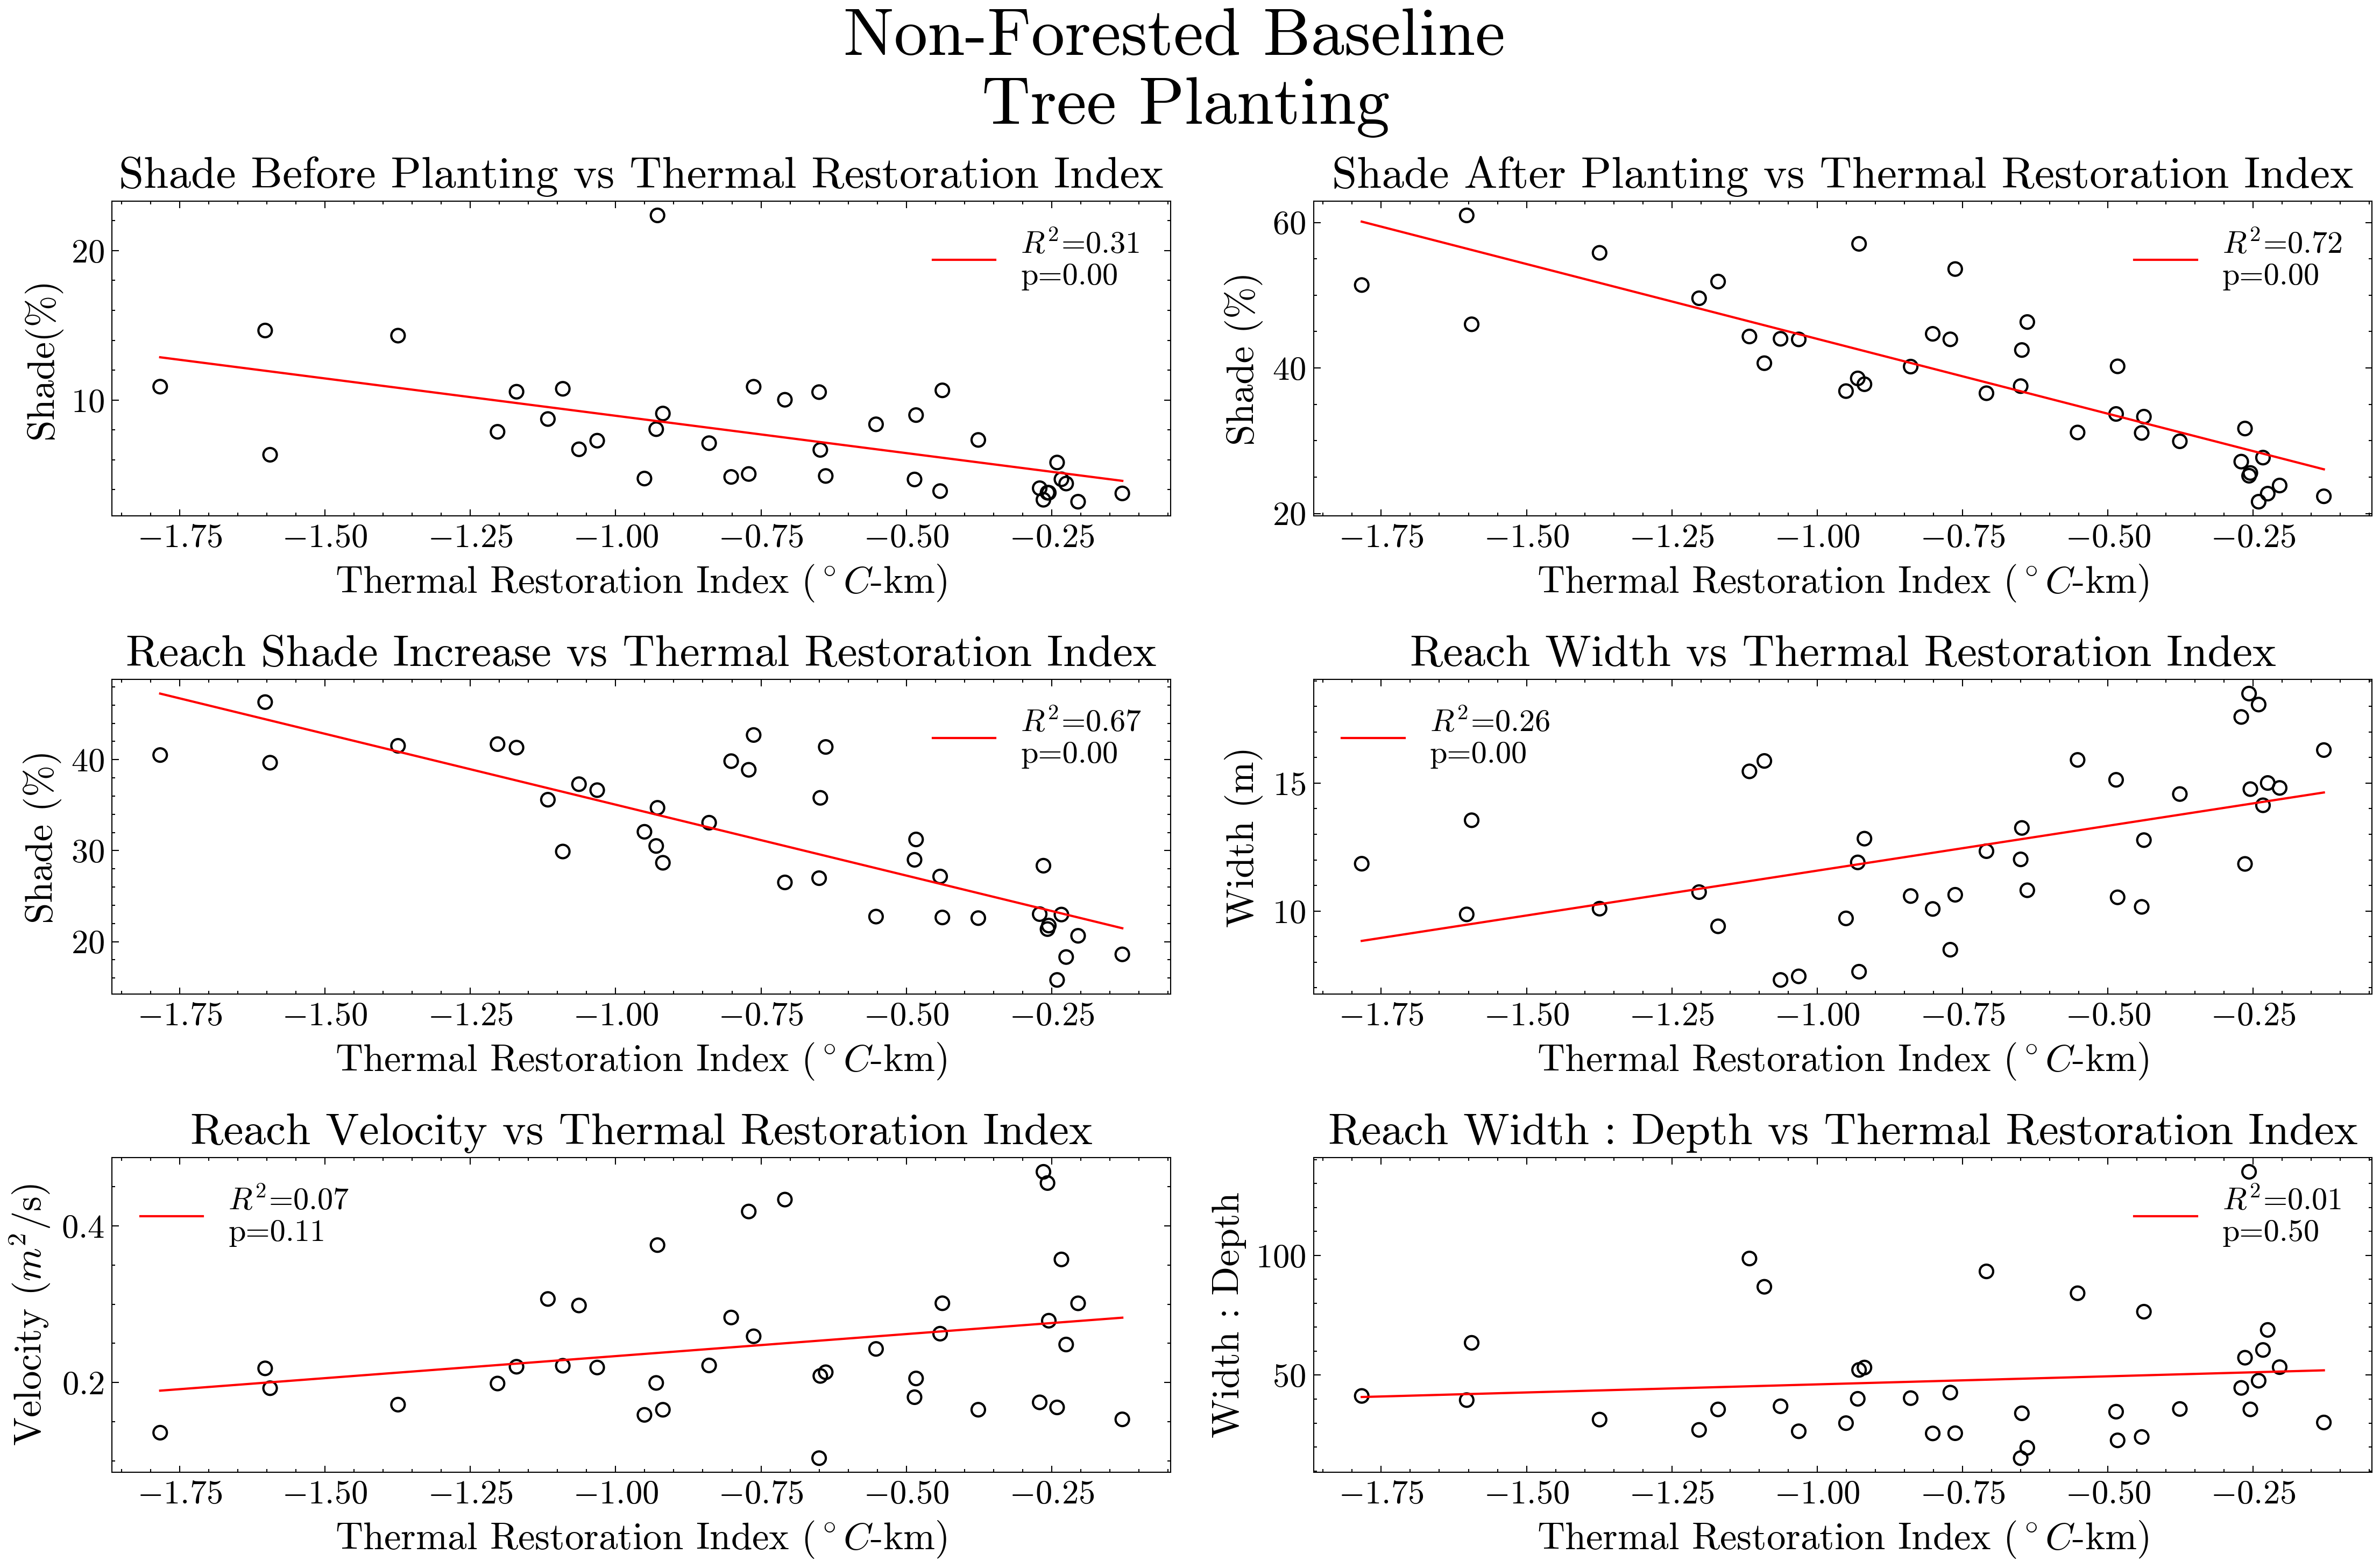 Non-Forested Baseline
Tree Planting
Shade Before Planting vs Thermal Restoration Index
Shade(%)
20
10
R²=0.31
p=0.00
−1.75 −1.50 −1.25 −1.00 −0.75 −0.50 −0.25
Thermal Restoration Index (°C-km)
Shade After Planting vs Thermal Restoration Index
Shade (%)
60
40
20
R²=0.72
p=0.00
−1.75 −1.50 −1.25 −1.00 −0.75 −0.50 −0.25
Thermal Restoration Index (°C-km)
Reach Shade Increase vs Thermal Restoration Index
Shade (%)
40
30
20
R²=0.67
p=0.00
−1.75 −1.50 −1.25 −1.00 −0.75 −0.50 −0.25
Thermal Restoration Index (°C-km)
Reach Width vs Thermal Restoration Index
Width (m)
15
10
R²=0.26
p=0.00
−1.75 −1.50 −1.25 −1.00 −0.75 −0.50 −0.25
Thermal Restoration Index (°C-km)
Reach Velocity vs Thermal Restoration Index
Velocity (m²/s)
0.4
0.2
R²=0.07
p=0.11
−1.75 −1.50 −1.25 −1.00 −0.75 −0.50 −0.25
Thermal Restoration Index (°C-km)
Reach Width : Depth vs Thermal Restoration Index
Width : Depth
100
50
R²=0.01
p=0.50
−1.75 −1.50 −1.25 −1.00 −0.75 −0.50 −0.25
Thermal Restoration Index (°C-km)